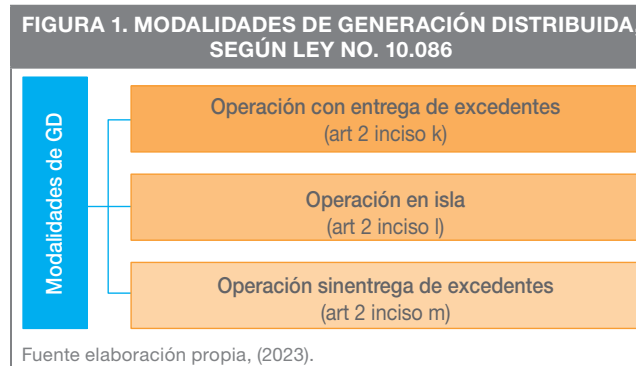 FIGURA 1. MODALIDADES DE GENERACIÓN DISTRIBUIDA,
SEGÚN LEY NO. 10.086
Modalidades de GD
Operación con entrega de excedentes
(art 2 inciso k)
Operación en isla
(art 2 inciso l)
Operación sinentrega de excedentes
(art 2 inciso m)
Fuente elaboración propia, (2023).